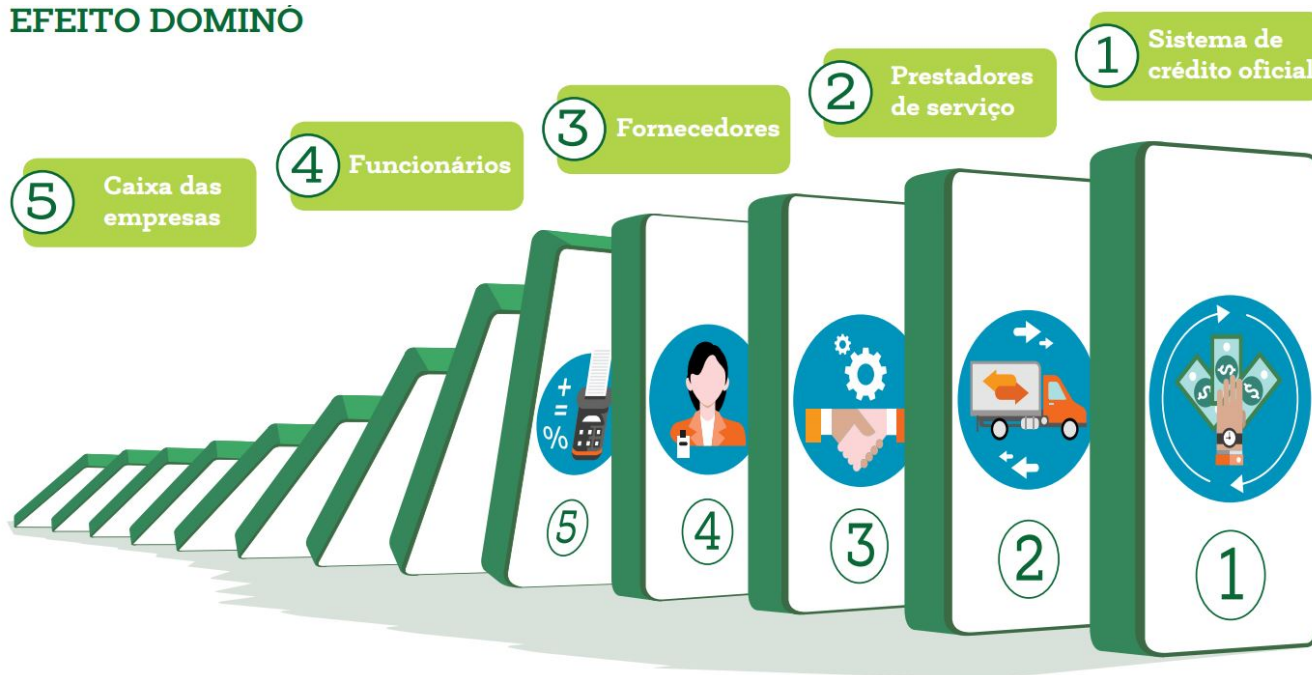 EFEITO DOMINÓ
1
Sistema de
crédito oficial
2
Prestadores
de serviço
3
Fornecedores
4
Funcionários
5
Caixa das
empresas
+
=
%
$
$
$
5
4
3
2
1